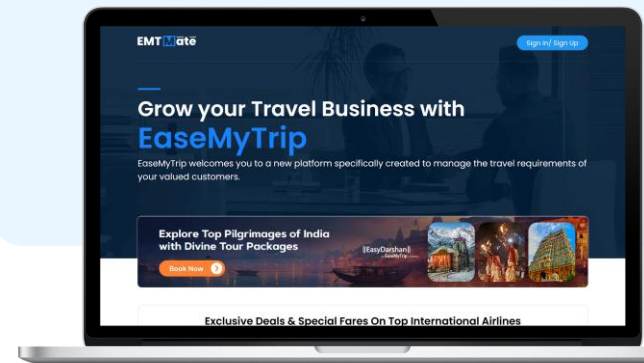 EMTMate
Sign In/ Sign Up
Grow your Travel Business with
EaseMyTrip
EaseMyTrip welcomes you to a new platform specifically created to manage the travel requirements of
your valued customers.
Explore Top Pilgrimages of India
with Divine Tour Packages
||EasyDarshan||
EaseMyTrip
Book Now
Exclusive Deals & Special Fares On Top International Airlines